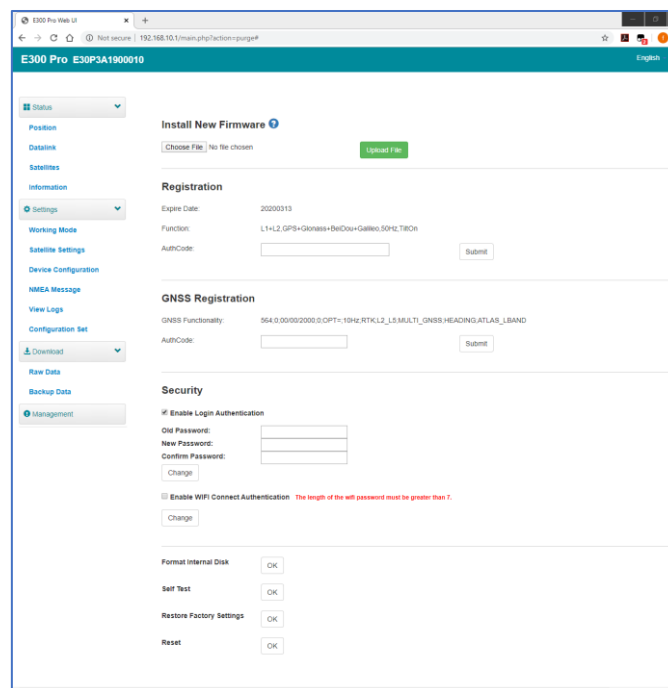 E300 Pro Web UI
Not secure | 192.168.10.1/main.php?action=purge#
E300 Pro E30P3A1900010
English
Status
Position
Datalink
Satellites
Information
Settings
Working Mode
Satellite Settings
Device Configuration
NMEA Message
View Logs
Configuration Set
Download
Raw Data
Backup Data
Management
Install New Firmware
Choose File No file chosen
Upload File
Registration
Expire Date: 20200313
Function: L1+L2,GPS+Glonass+BeiDou+Galileo,50Hz,TiltOn
AuthCode: Submit
GNSS Registration
GNSS Functionality: 564;0;00/00/2000;0;OPT=;10Hz;RTK;L2_L5;MULTI_GNSS;HEADING;ATLAS_LBAND
AuthCode: Submit
Security
Enable Login Authentication
Old Password:
New Password:
Confirm Password:
Change
Enable WIFI Connect Authentication The length of the wifi password must be greater than 7.
Change
Format Internal Disk OK
Self Test OK
Restore Factory Settings OK
Reset OK